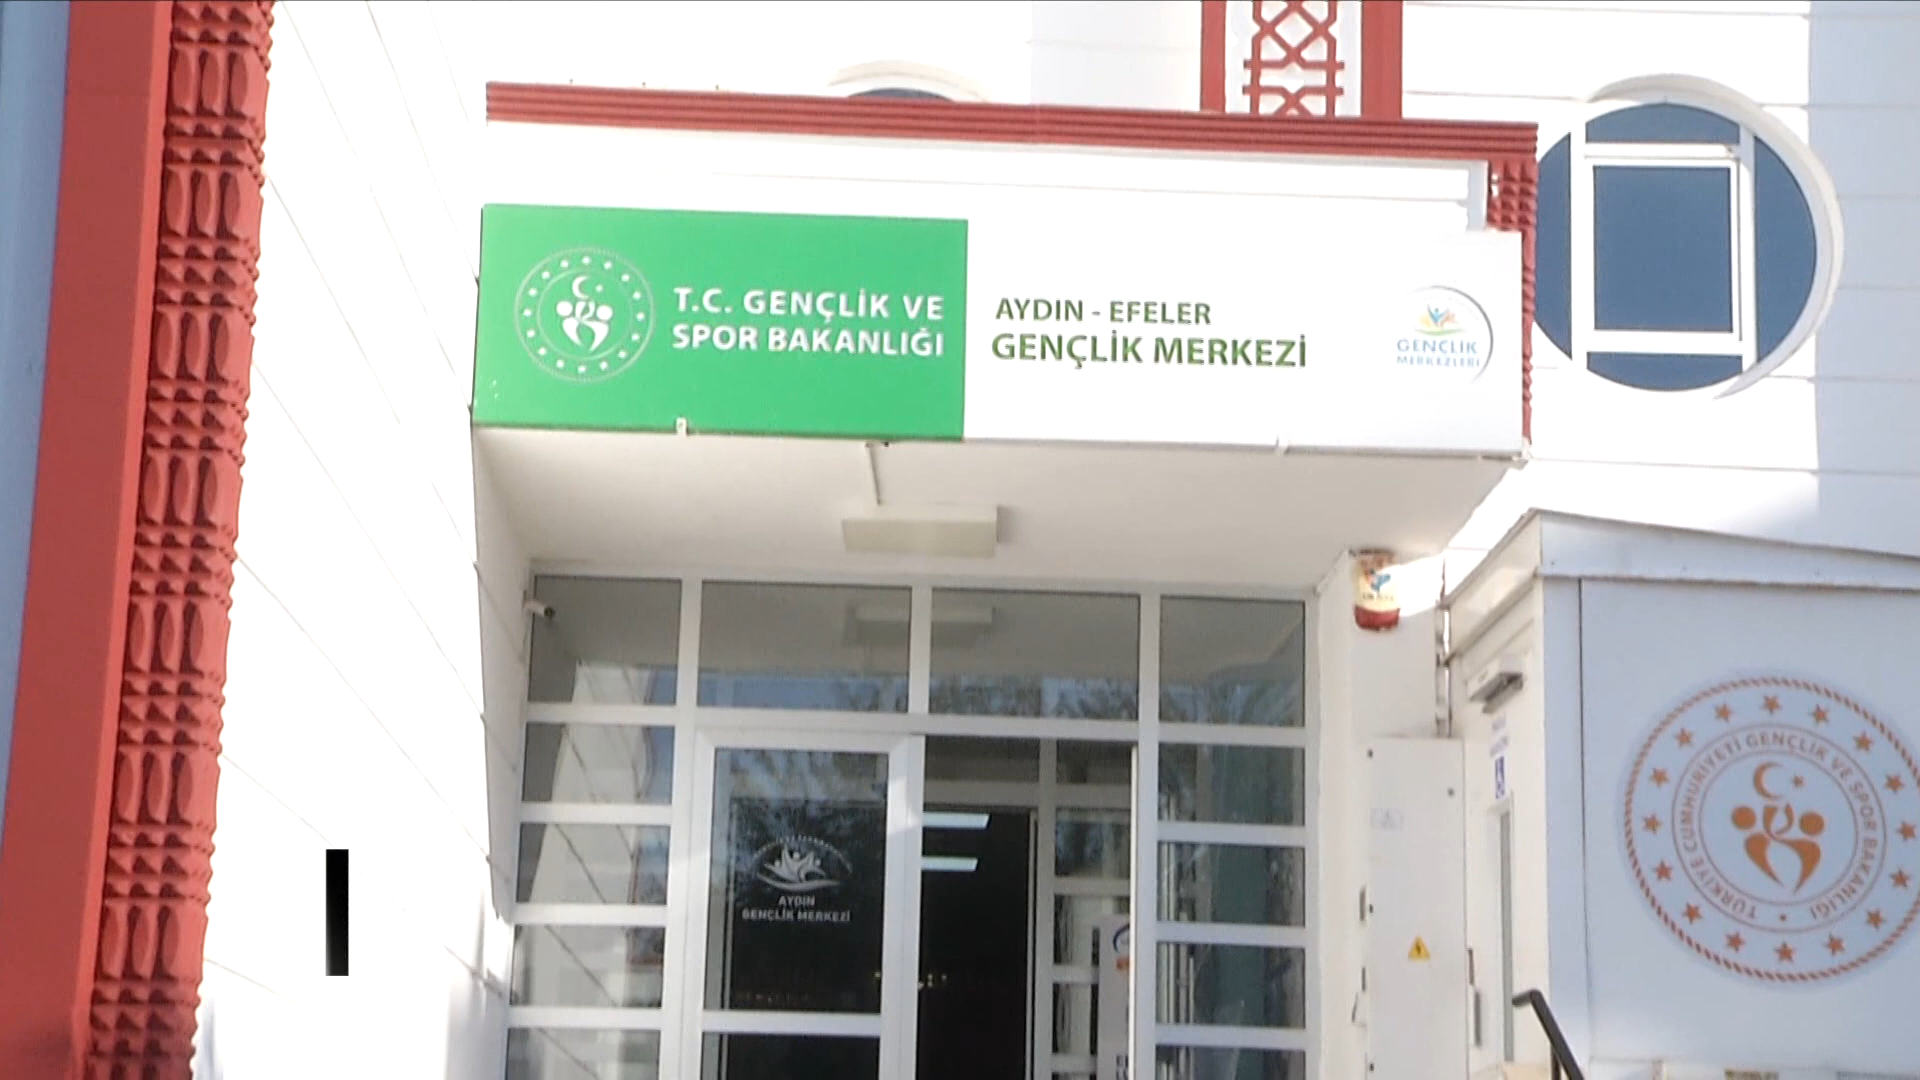 T.C. GENÇLİK VE
SPOR BAKANLIĞI
AYDIN - EFELER
GENÇLİK MERKEZİ
GENÇLİK
MERKEZLERİ
AYDIN
GENÇLİK MERKEZİ
TÜRKİYE CUMHURİYETİ GENÇLİK VE SPOR BAKANLIĞI